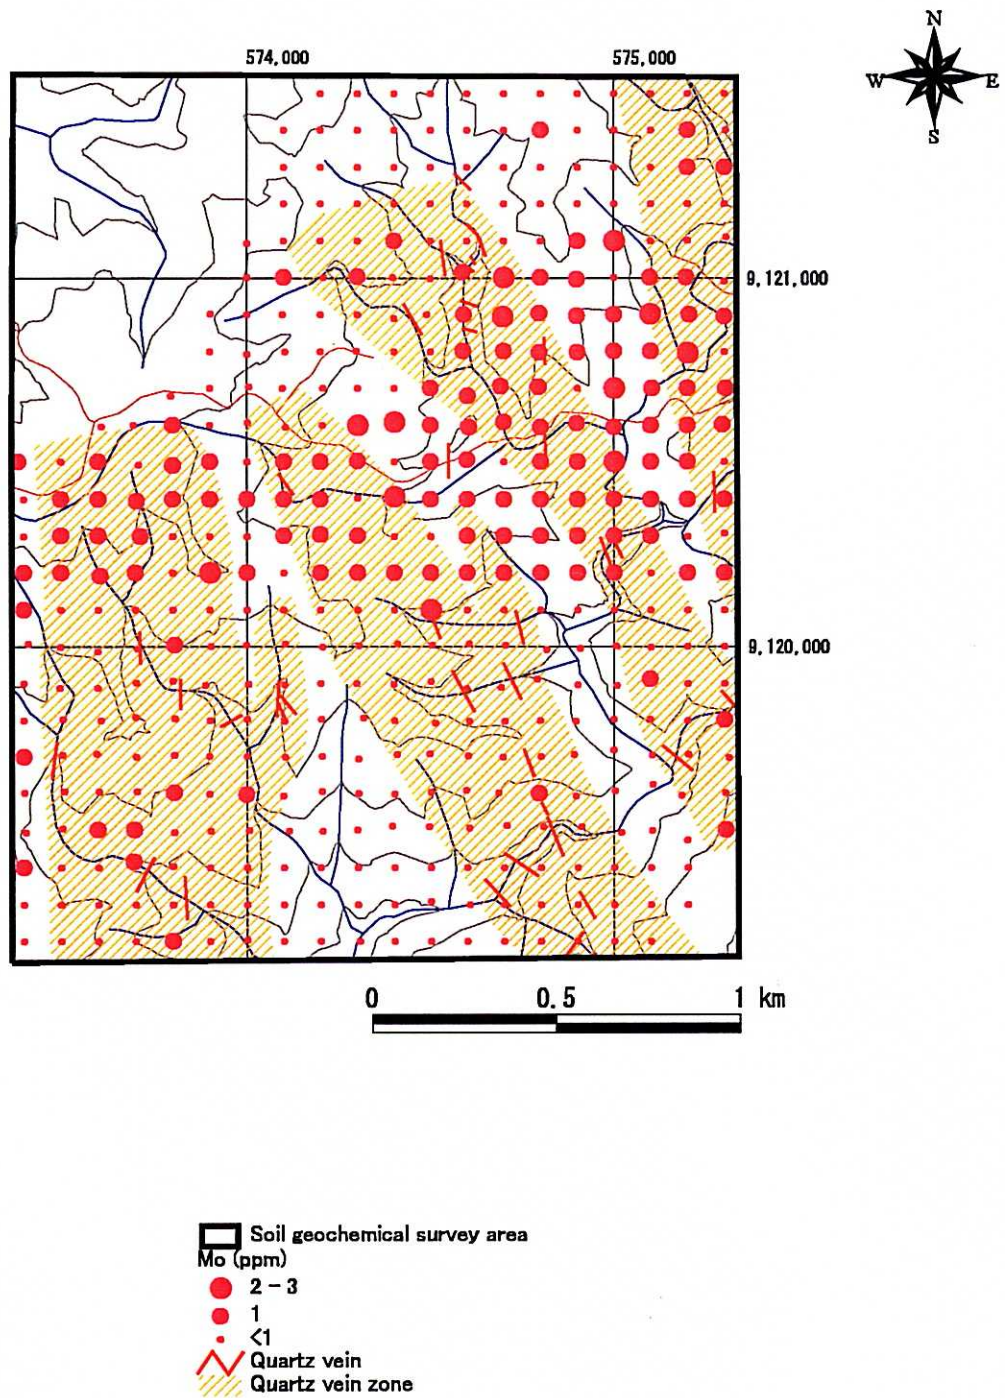 N
574,000 575,000
W E
S
9,121,000
9,120,000
0 0.5 1 km
Soil geochemical survey area
Mo (ppm)
2 - 3
1
<1
Quartz vein
Quartz vein zone